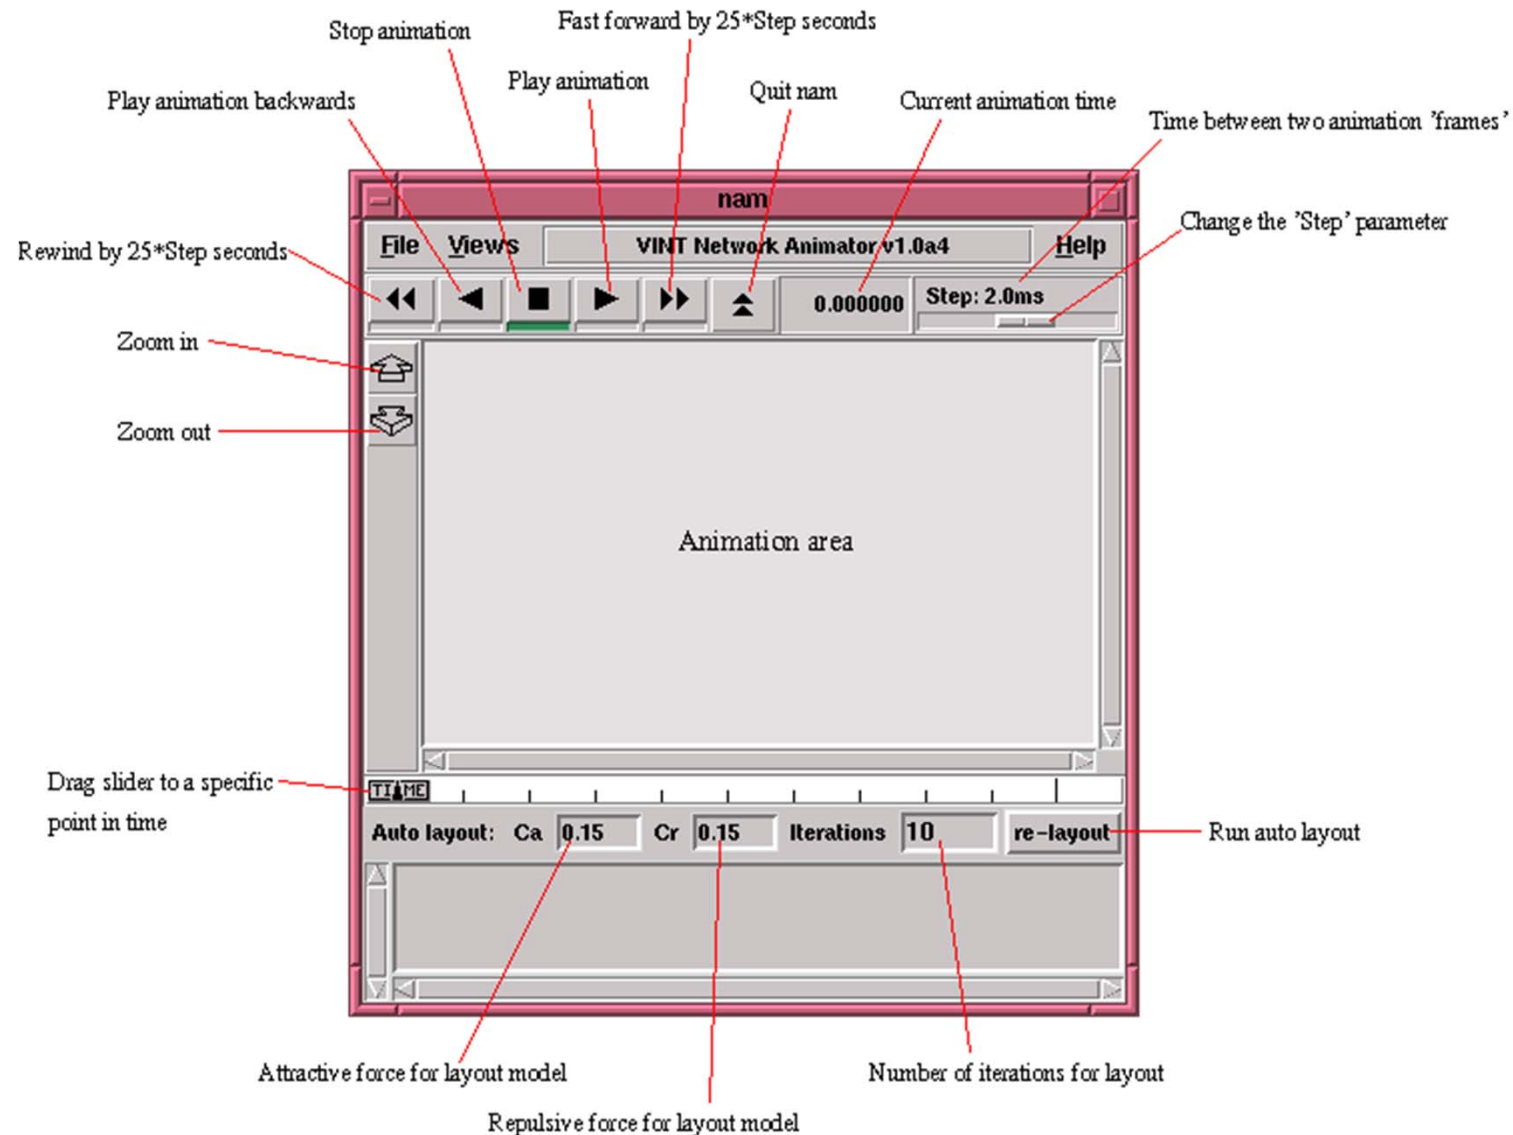 Fast forward by 25*Step seconds
Stop animation
Play animation
Quit nam
Play animation backwards
Current animation time
Time between two animation ’frames’
nam
Change the ’Step’ parameter
File Views VINT Network Animator v1.0a4 Help
Rewind by 25*Step seconds
0.000000
Step: 2.0ms
Zoom in
Zoom out
Animation area
Drag slider to a specific
point in time
TIME
Auto layout: Ca 0.15 Cr 0.15 Iterations 10 re-layout
Run auto layout
Attractive force for layout model
Number of iterations for layout
Repulsive force for layout model